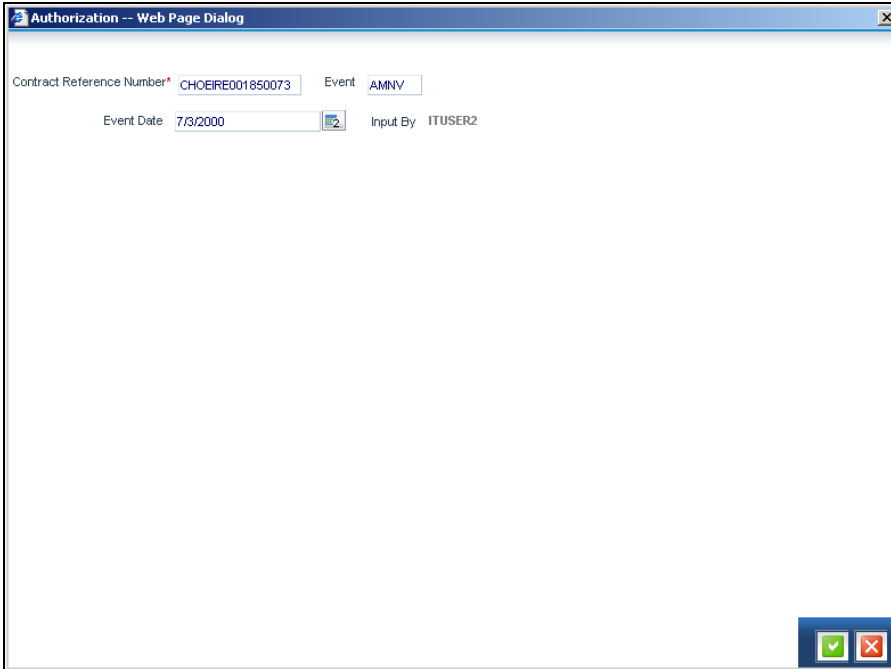 Authorization -- Web Page Dialog
Contract Reference Number* CHOEIRE001850073 Event AMNV
Event Date 7/3/2000 Input By ITUSER2